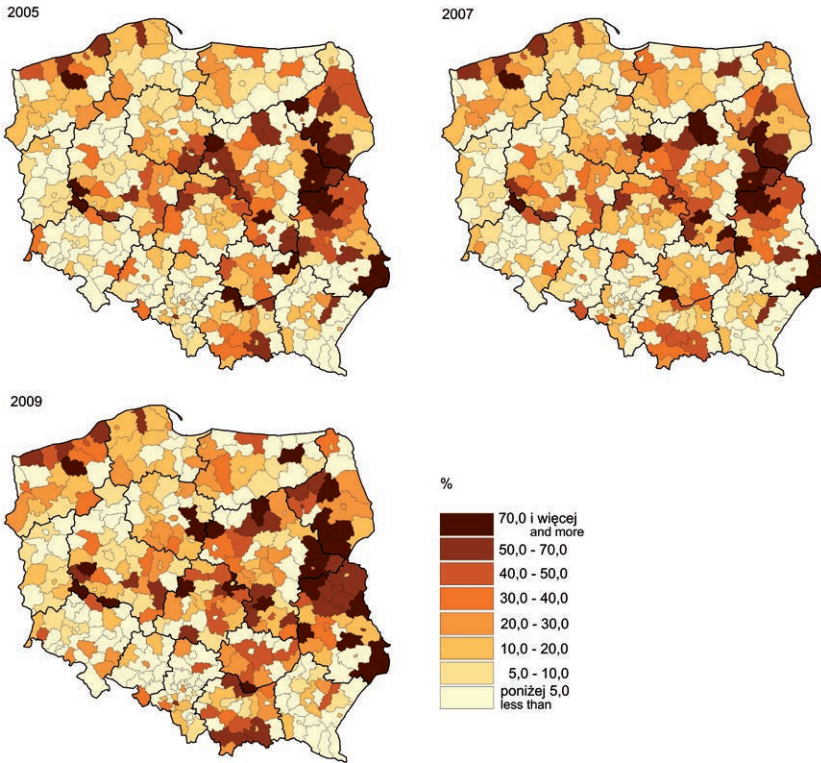 2005
2007
2009
%
70,0 i więcej
and more
50,0 - 70,0
40,0 - 50,0
30,0 - 40,0
20,0 - 30,0
10,0 - 20,0
5,0 - 10,0
poniżej 5,0
less than